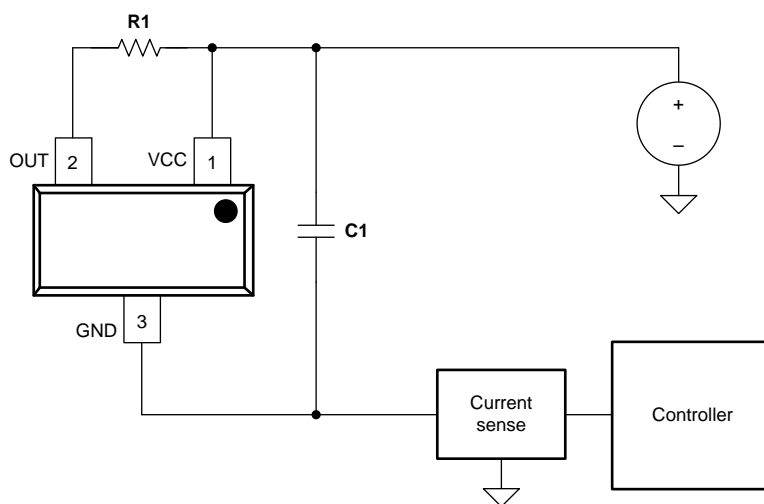 R1
OUT
2
VCC
1
+
−
C1
GND
3
Current
sense
Controller